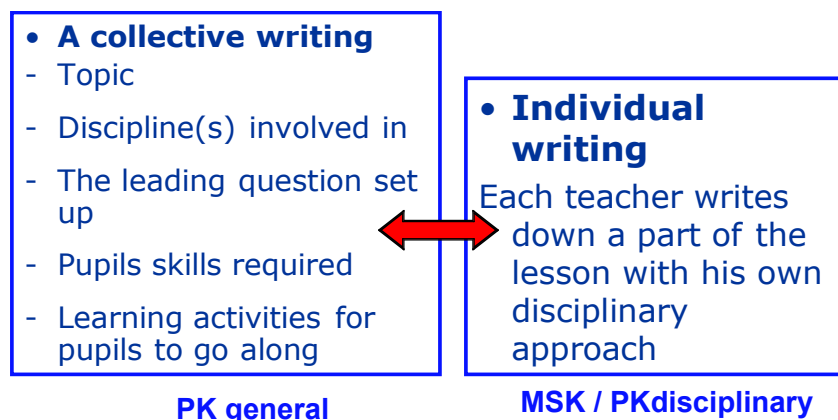 • A collective writing
- Topic
- Discipline(s) involved in
- The leading question set
up
- Pupils skills required
- Learning activities for
pupils to go along
PK general
• Individual
writing
Each teacher writes
down a part of the
lesson with his own
disciplinary
approach
MSK / PKdisciplinary